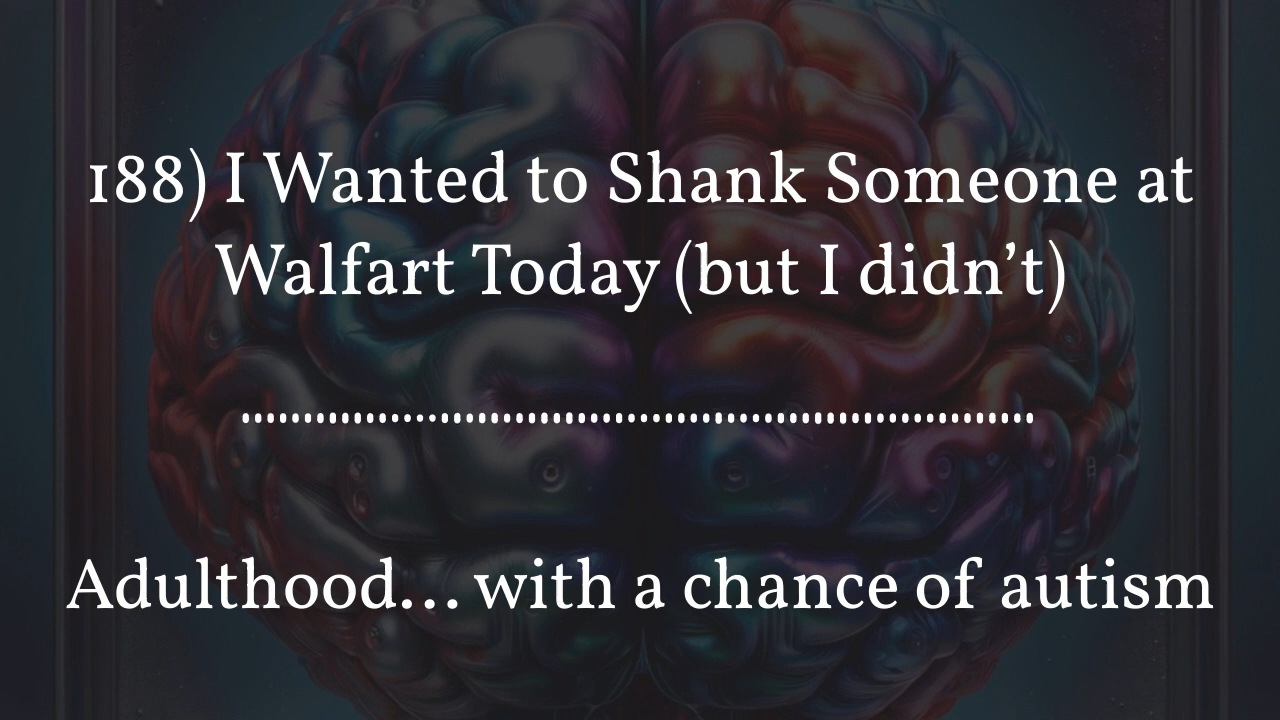 188) I Wanted to Shank Someone at
Walfart Today (but I didn’t)
Adulthood… with a chance of autism